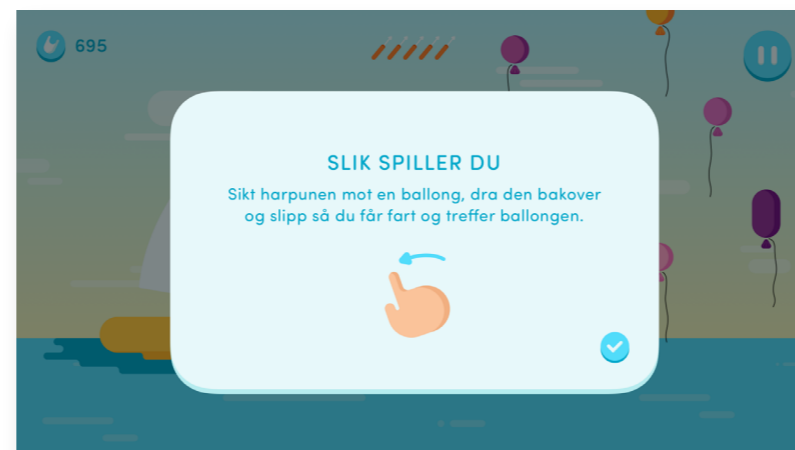 695
SLIK SPILLER DU
Sikt harpunen mot en ballong, dra den bakover
og slipp så du får fart og treffer ballongen.